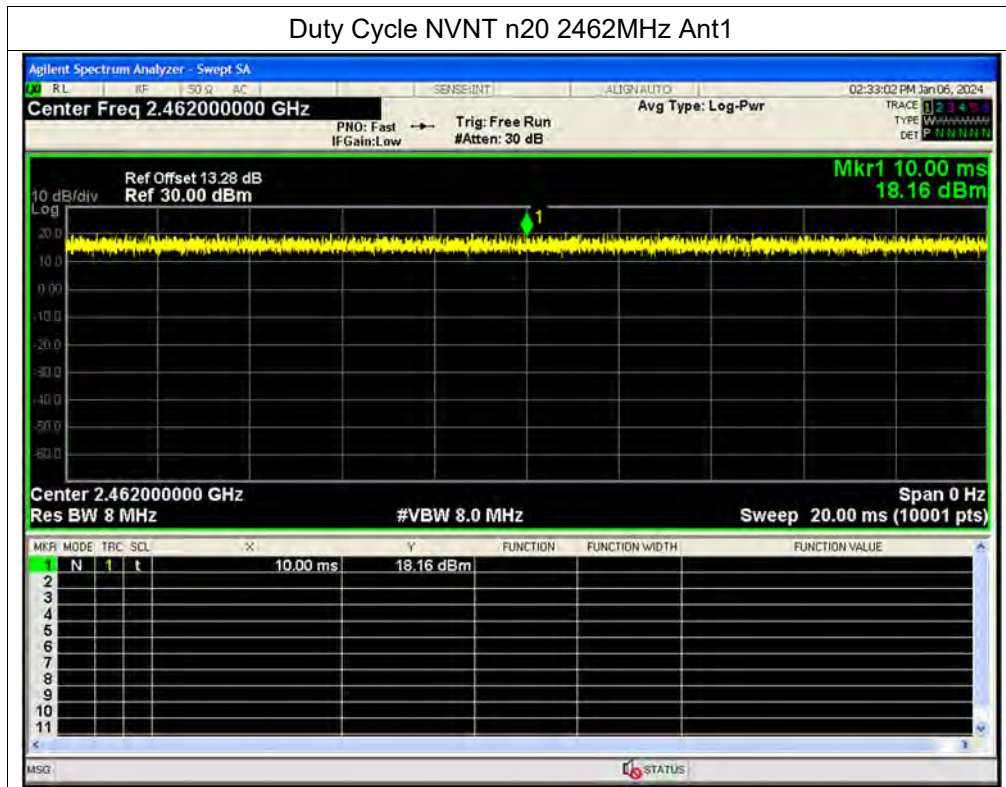 Duty Cycle NVNT n20 2462MHz Ant1
Agilent Spectrum Analyzer - Swept SA
RL RF 50 Ω AC SENSE:INT ALIGN AUTO 02:33:02 PM Jan 06, 2024
Center Freq 2.462000000 GHz Avg Type: Log-Pwr TRACE 1 2 3 4 5 6
PNO: Fast Trig: Free Run TYPE W
IFGain:Low #Atten: 30 dB DET P N N N N N
Mkr1 10.00 ms
Ref Offset 13.28 dB
10 dB/div Ref 30.00 dBm 18.16 dBm
Log
1
20.0
10.0
0.00
-10.0
-20.0
-30.0
-40.0
-50.0
-60.0
Center 2.462000000 GHz Span 0 Hz
Res BW 8 MHz #VBW 8.0 MHz Sweep 20.00 ms (10001 pts)
MKR MODE TRC SCL X Y FUNCTION FUNCTION WIDTH FUNCTION VALUE
1 N 1 t 10.00 ms 18.16 dBm
2
3
4
5
6
7
8
9
10
11
MSG STATUS